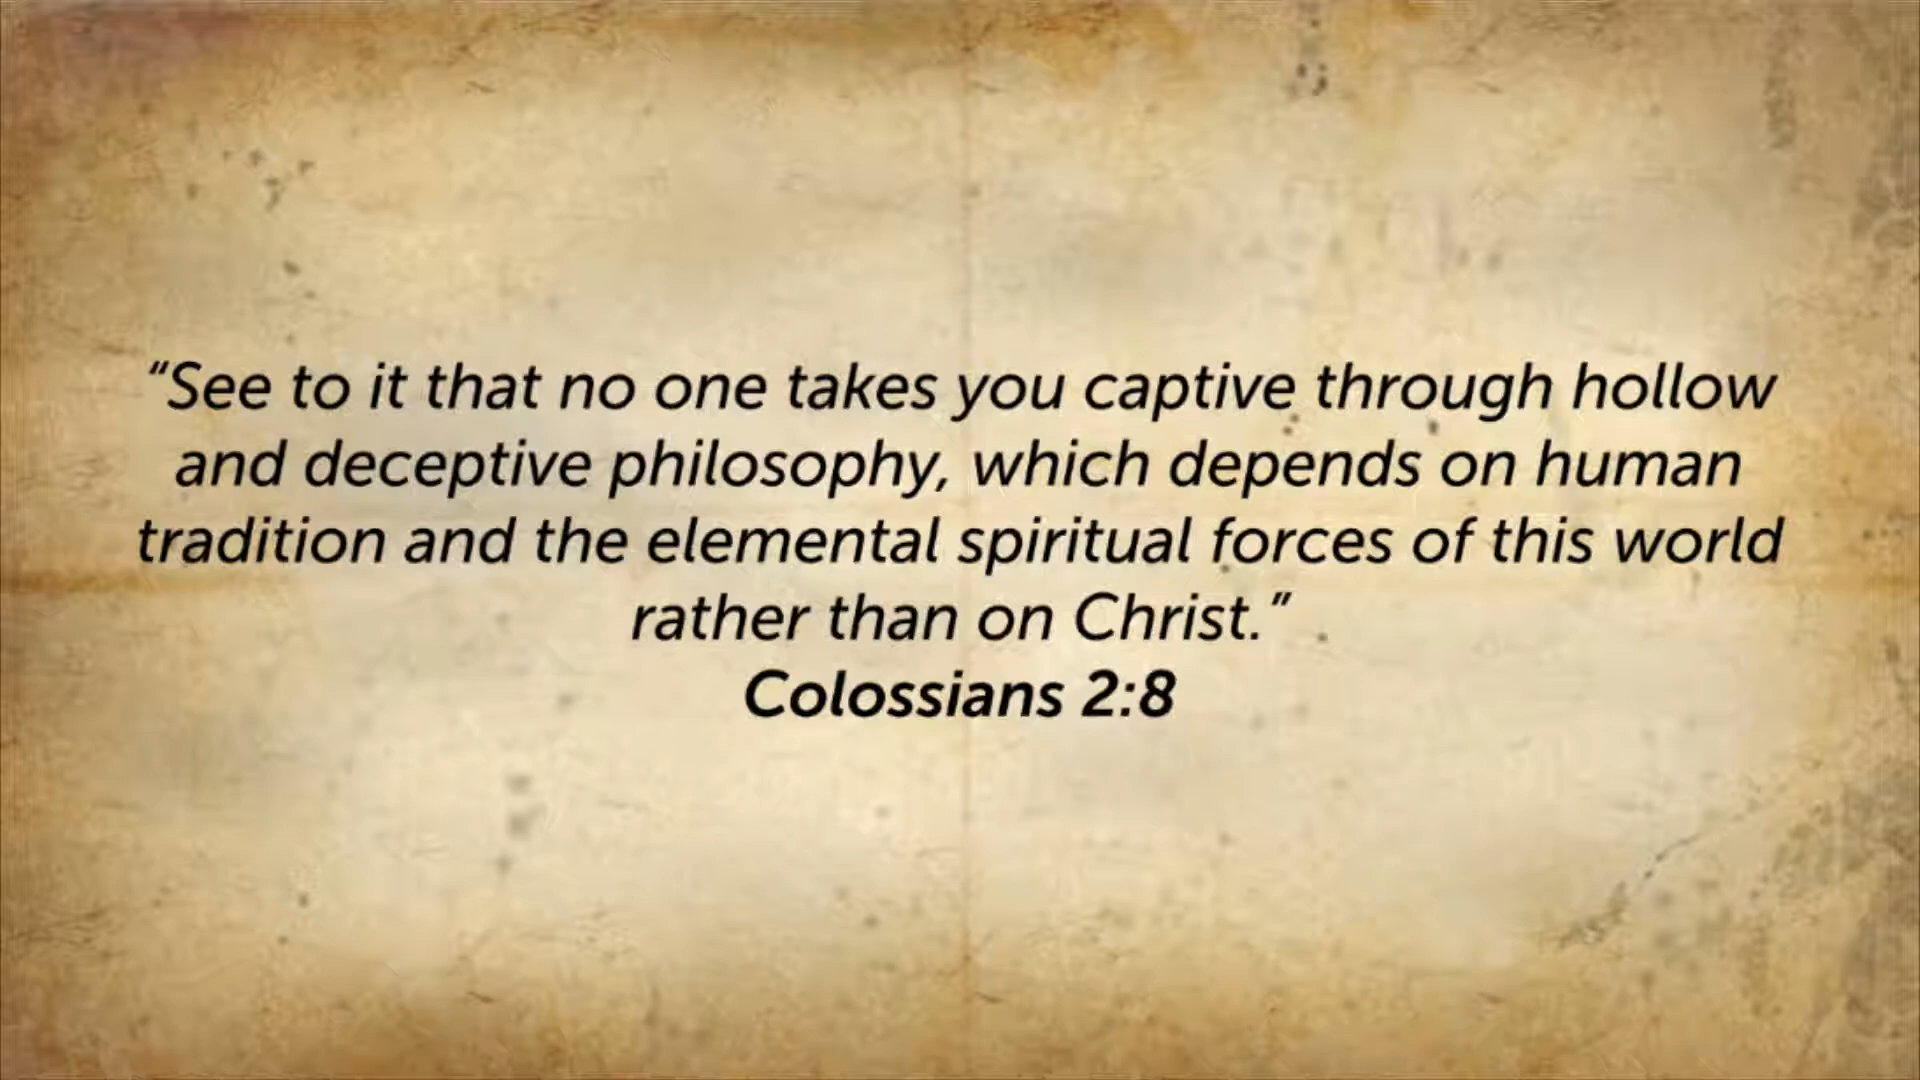 “See to it that no one takes you captive through hollow
and deceptive philosophy, which depends on human
tradition and the elemental spiritual forces of this world
rather than on Christ.”
Colossians 2:8